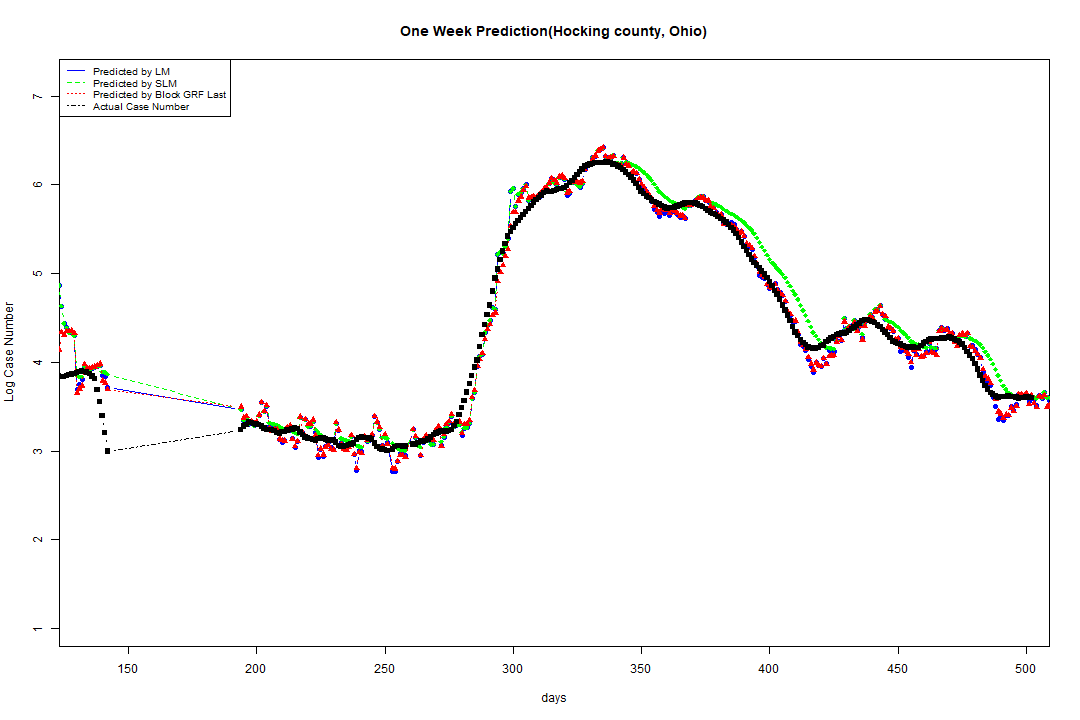 One Week Prediction(Hocking county, Ohio)
Predicted by LM
Predicted by SLM
Predicted by Block GRF Last
Actual Case Number
7
6
5
4
3
2
1
Log Case Number
150 200 250 300 350 400 450 500
days